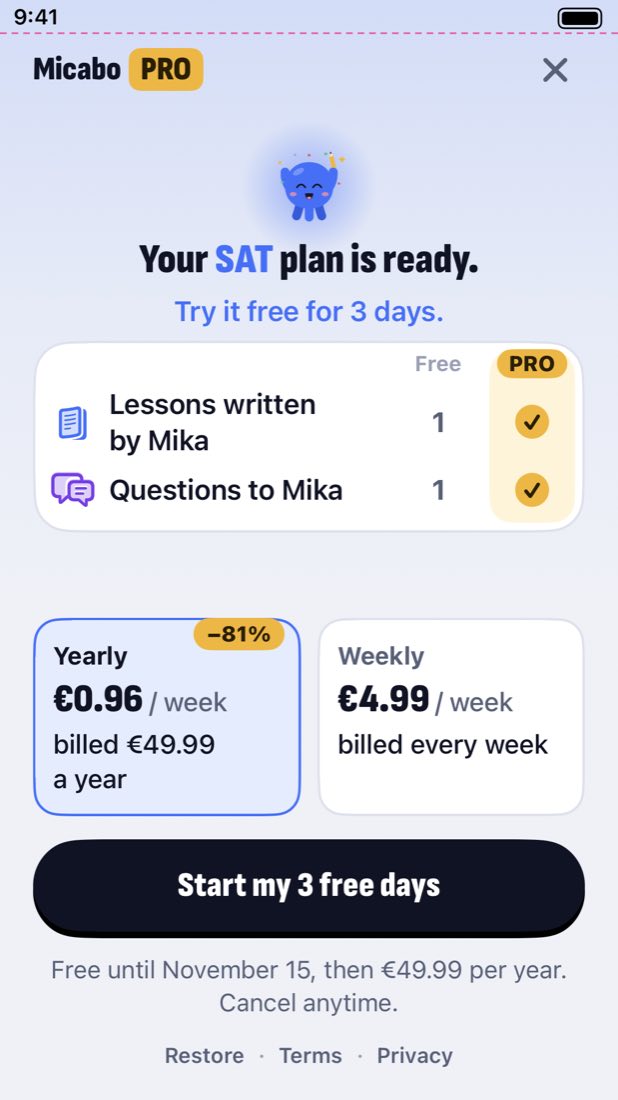 9:41
Micabo PRO
Your SAT plan is ready.
Try it free for 3 days.
Free PRO
Lessons written
by Mika
1
Questions to Mika 1
−81%
Yearly
€0.96 / week
billed €49.99
a year
Weekly
€4.99 / week
billed every week
Start my 3 free days
Free until November 15, then €49.99 per year.
Cancel anytime.
Restore · Terms · Privacy